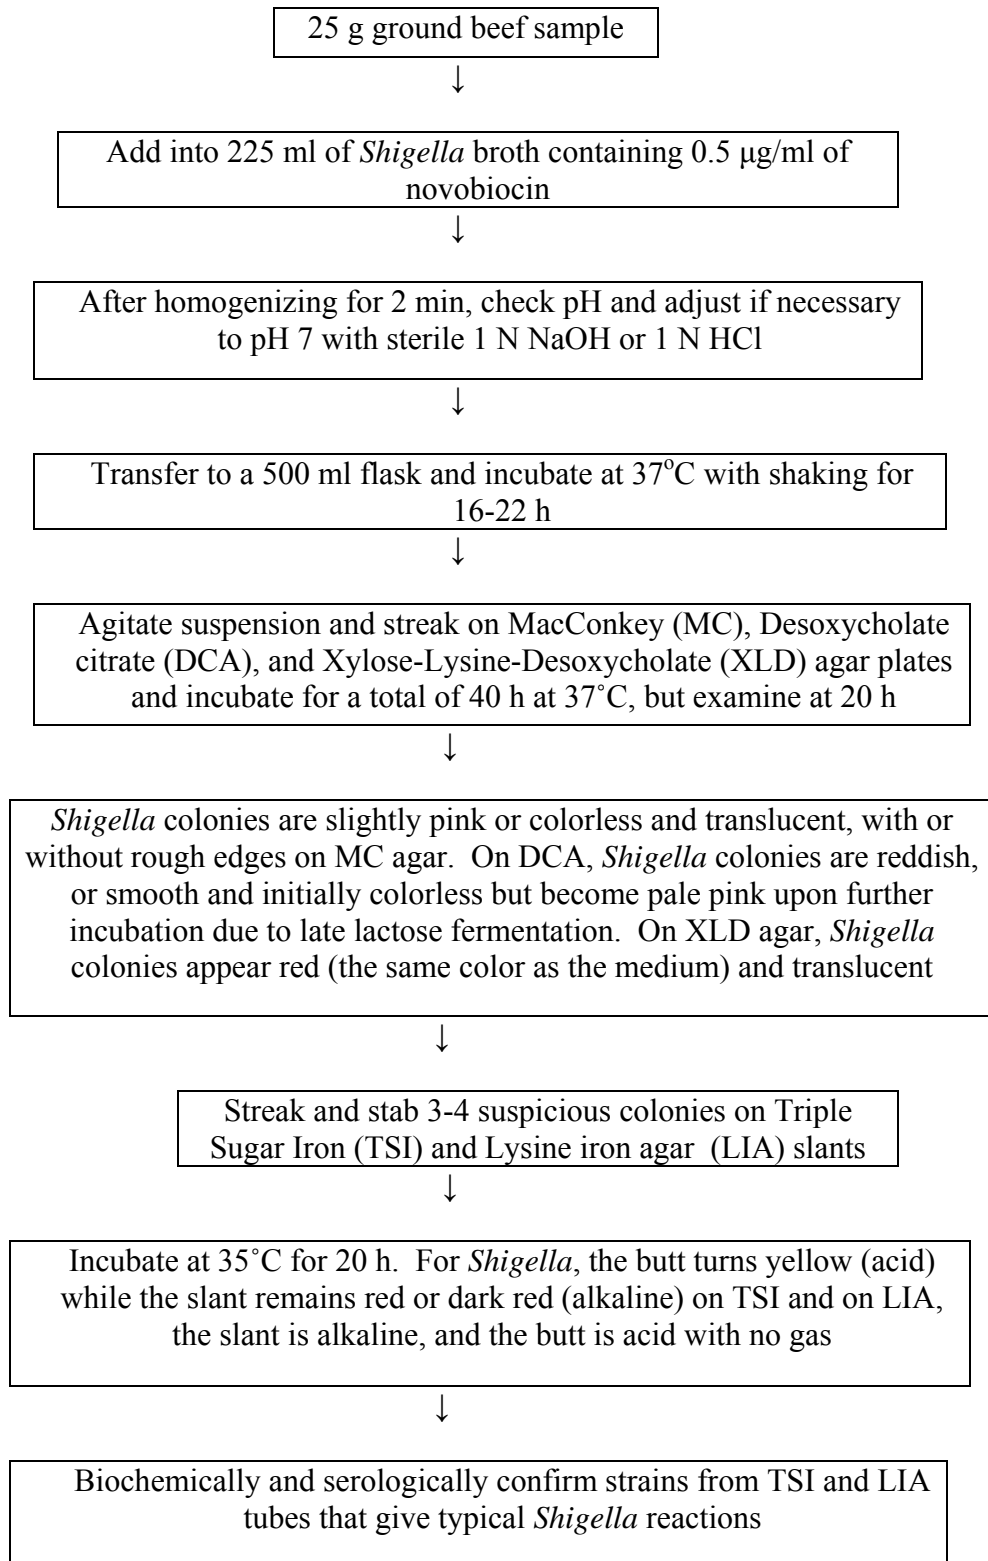 25 g ground beef sample
↓
Add into 225 ml of Shigella broth containing 0.5 µg/ml of
novobiocin
↓
After homogenizing for 2 min, check pH and adjust if necessary
to pH 7 with sterile 1 N NaOH or 1 N HCl
↓
Transfer to a 500 ml flask and incubate at 37°C with shaking for
16-22 h
↓
Agitate suspension and streak on MacConkey (MC), Desoxycholate
citrate (DCA), and Xylose-Lysine-Desoxycholate (XLD) agar plates
and incubate for a total of 40 h at 37˚C, but examine at 20 h
↓
Shigella colonies are slightly pink or colorless and translucent, with or
without rough edges on MC agar.  On DCA, Shigella colonies are reddish,
or smooth and initially colorless but become pale pink upon further
incubation due to late lactose fermentation.  On XLD agar, Shigella
colonies appear red (the same color as the medium) and translucent
↓
Streak and stab 3-4 suspicious colonies on Triple
Sugar Iron (TSI) and Lysine iron agar  (LIA) slants
↓
Incubate at 35˚C for 20 h.  For Shigella, the butt turns yellow (acid)
while the slant remains red or dark red (alkaline) on TSI and on LIA,
the slant is alkaline, and the butt is acid with no gas
↓
Biochemically and serologically confirm strains from TSI and LIA
tubes that give typical Shigella reactions